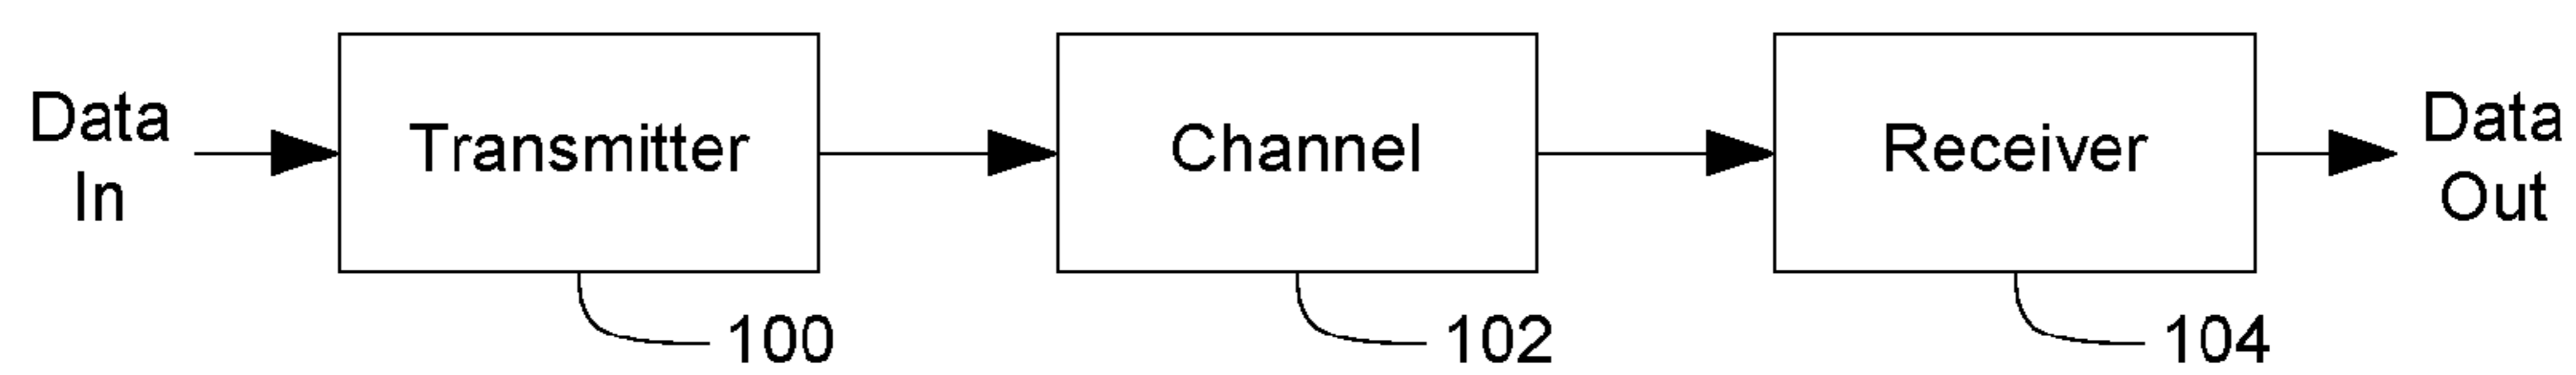 Data
In
Transmitter
Channel
Receiver
Data
Out
100
102
104